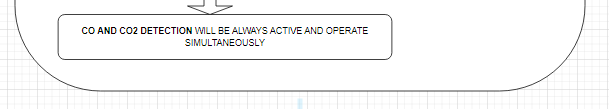 CO AND CO2 DETECTION WILL BE ALWAYS ACTIVE AND OPERATE
SIMULTANEOUSLY